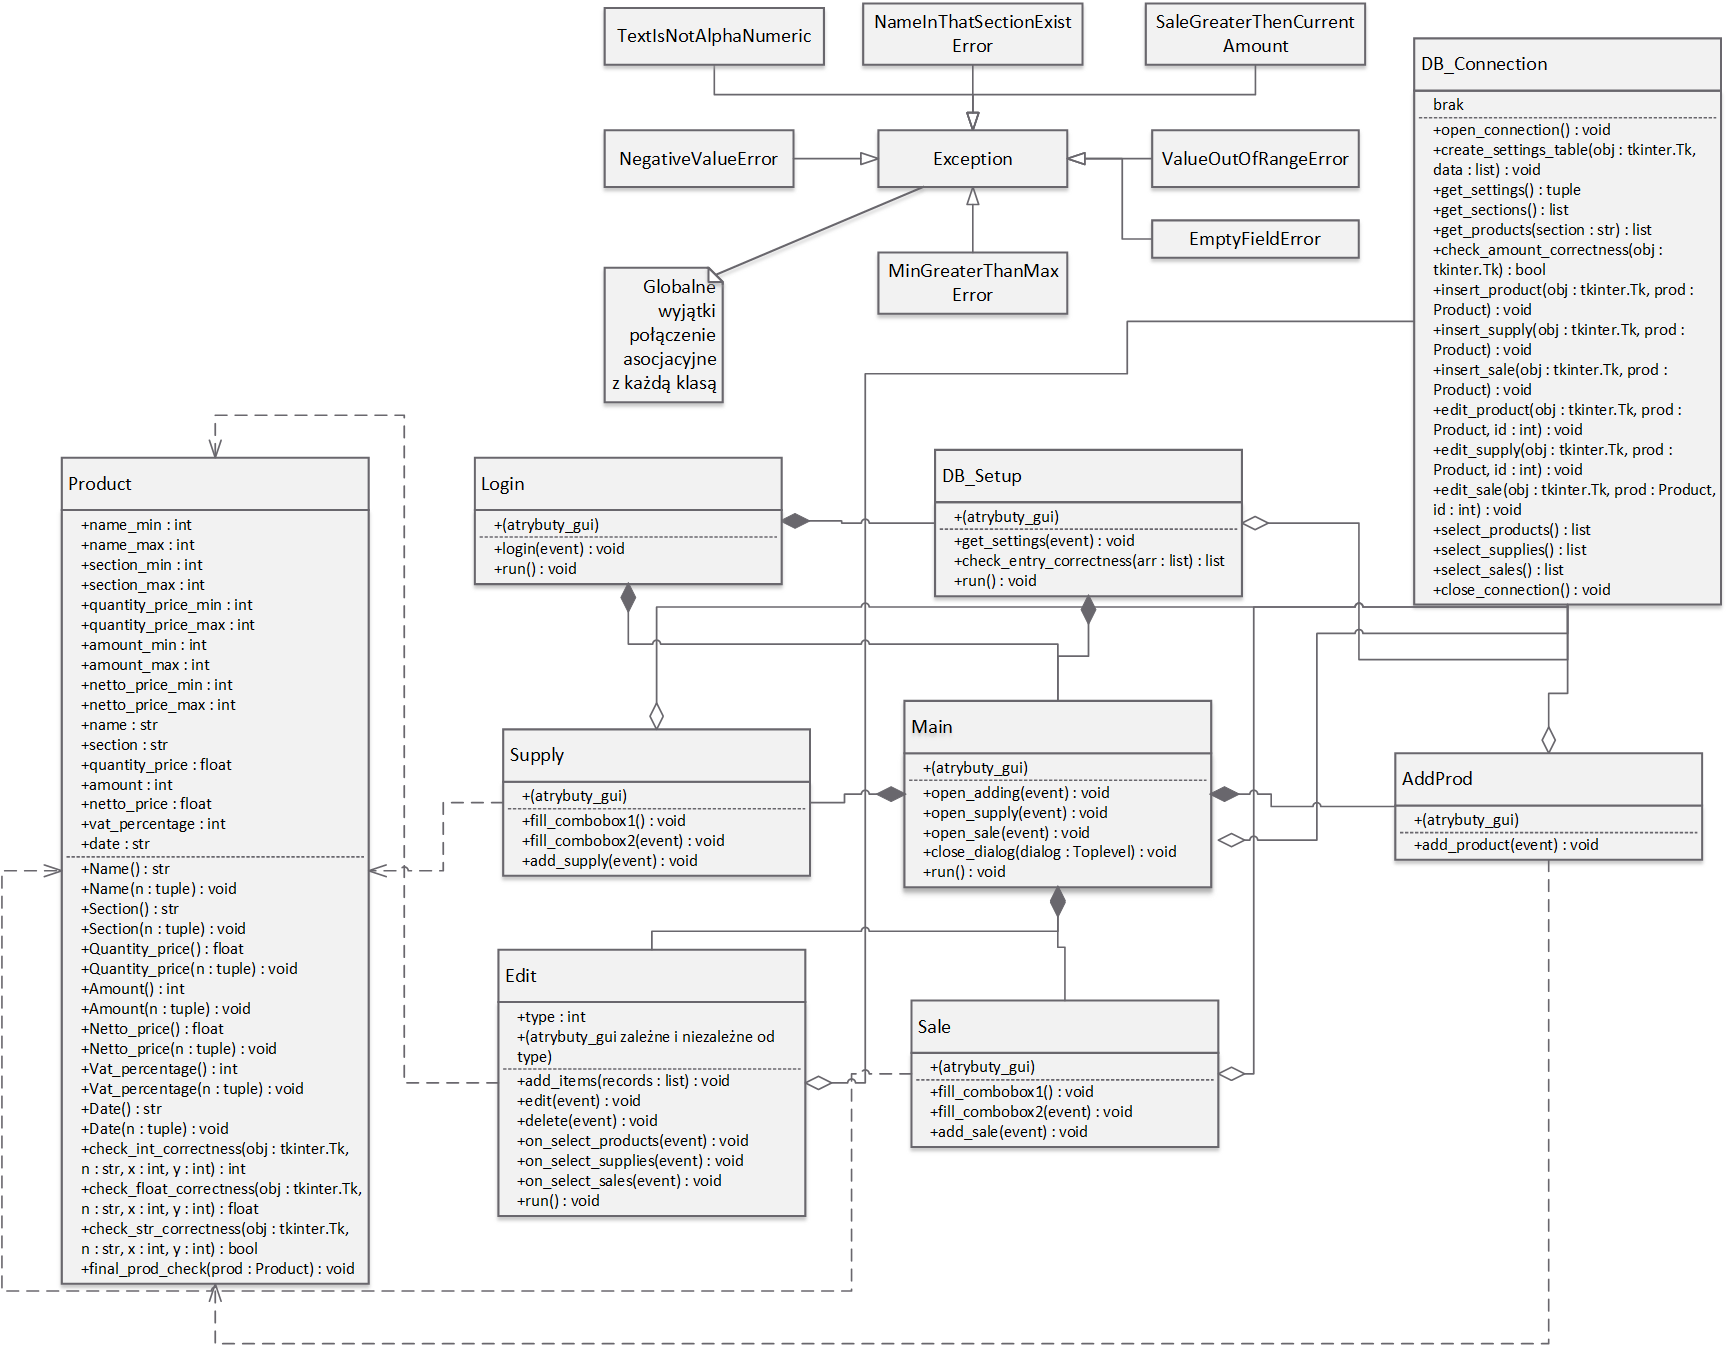 TextIsNotAlphaNumeric
NameInThatSectionExist
Error
SaleGreaterThenCurrent
Amount
NegativeValueError
Exception
ValueOutOfRangeError
EmptyFieldError
MinGreaterThanMax
Error
Globalne
wyjątki
połączenie
asocjacyjne
z każdą klasą
DB_Connection
brak
+open_connection() : void
+create_settings_table(obj : tkinter.Tk,
data : list) : void
+get_settings() : tuple
+get_sections() : list
+get_products(section : str) : list
+check_amount_correctness(obj :
tkinter.Tk) : bool
+insert_product(obj : tkinter.Tk, prod :
Product) : void
+insert_supply(obj : tkinter.Tk, prod :
Product) : void
+insert_sale(obj : tkinter.Tk, prod :
Product) : void
+edit_product(obj : tkinter.Tk, prod :
Product, id : int) : void
+edit_supply(obj : tkinter.Tk, prod :
Product, id : int) : void
+edit_sale(obj : tkinter.Tk, prod : Product,
id : int) : void
+select_products() : list
+select_supplies() : list
+select_sales() : list
+close_connection() : void
Product
+name_min : int
+name_max : int
+section_min : int
+section_max : int
+quantity_price_min : int
+quantity_price_max : int
+amount_min : int
+amount_max : int
+netto_price_min : int
+netto_price_max : int
+name : str
+section : str
+quantity_price : float
+amount : int
+netto_price : float
+vat_percentage : int
+date : str
+Name() : str
+Name(n : tuple) : void
+Section() : str
+Section(n : tuple) : void
+Quantity_price() : float
+Quantity_price(n : tuple) : void
+Amount() : int
+Amount(n : tuple) : void
+Netto_price() : float
+Netto_price(n : tuple) : void
+Vat_percentage() : int
+Vat_percentage(n : tuple) : void
+Date() : str
+Date(n : tuple) : void
+check_int_correctness(obj : tkinter.Tk,
n : str, x : int, y : int) : int
+check_float_correctness(obj : tkinter.Tk,
n : str, x : int, y : int) : float
+check_str_correctness(obj : tkinter.Tk,
n : str, x : int, y : int) : bool
+final_prod_check(prod : Product) : void
Login
+(atrybuty_gui)
+login(event) : void
+run() : void
DB_Setup
+(atrybuty_gui)
+get_settings(event) : void
+check_entry_correctness(arr : list) : list
+run() : void
Supply
+(atrybuty_gui)
+fill_combobox1() : void
+fill_combobox2(event) : void
+add_supply(event) : void
Main
+(atrybuty_gui)
+open_adding(event) : void
+open_supply(event) : void
+open_sale(event) : void
+close_dialog(dialog : Toplevel) : void
+run() : void
AddProd
+(atrybuty_gui)
+add_product(event) : void
Edit
+type : int
+(atrybuty_gui zależne i niezależne od
type)
+add_items(records : list) : void
+edit(event) : void
+delete(event) : void
+on_select_products(event) : void
+on_select_supplies(event) : void
+on_select_sales(event) : void
+run() : void
Sale
+(atrybuty_gui)
+fill_combobox1() : void
+fill_combobox2(event) : void
+add_sale(event) : void